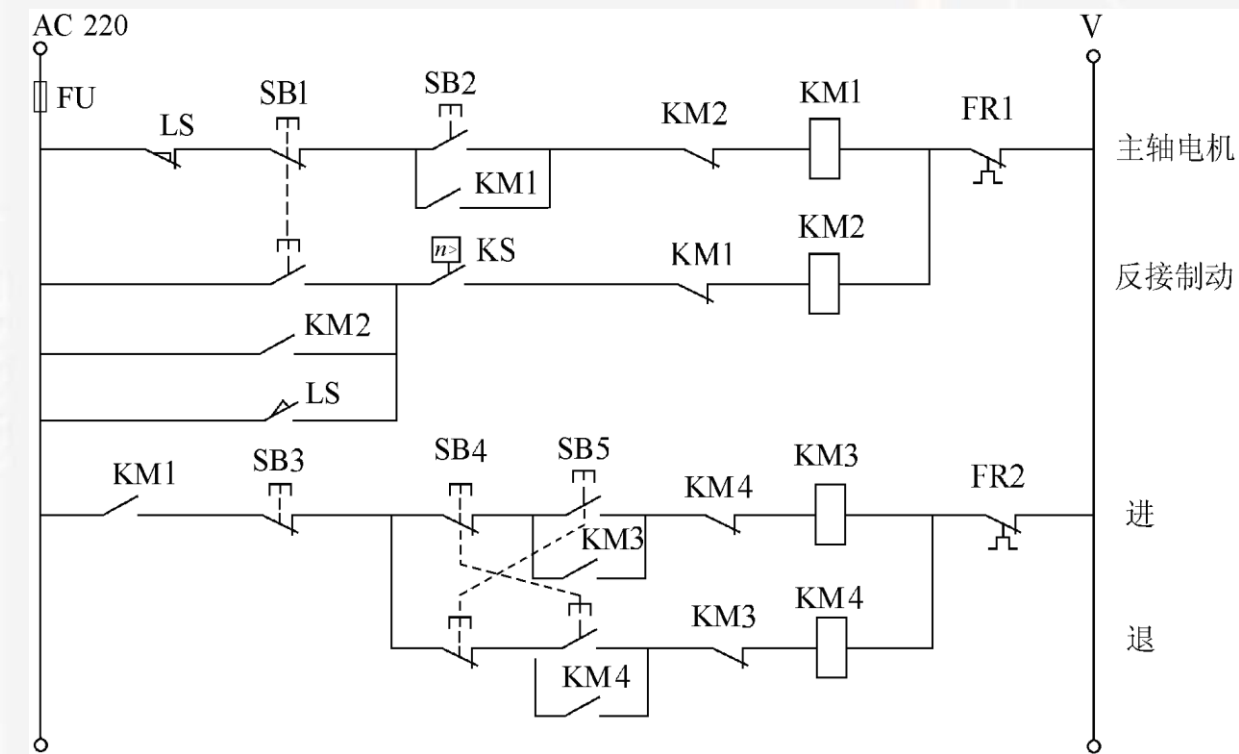 AC 220 V
FU
LS SB1 SB2 KM2 KM1 FR1 主轴电机
KM1
n> KS KM1 KM2 反接制动
KM2
LS
KM1 SB3 SB4 SB5 KM4 KM3 FR2 进
KM3
KM3 KM4 退
KM4